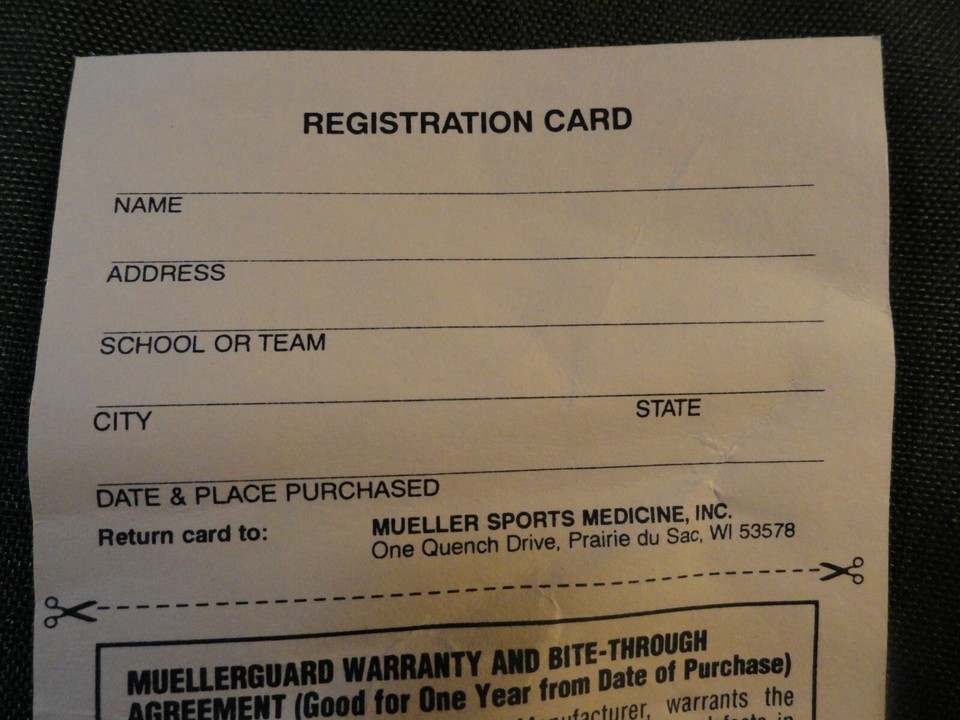 REGISTRATION CARD
NAME
ADDRESS
SCHOOL OR TEAM
CITY STATE
DATE & PLACE PURCHASED
Return card to: MUELLER SPORTS MEDICINE, INC.
One Quench Drive, Prairie du Sac, WI 53578
MUELLERGUARD WARRANTY AND BITE-THROUGH
AGREEMENT (Good for One Year from Date of Purchase)
warrants the